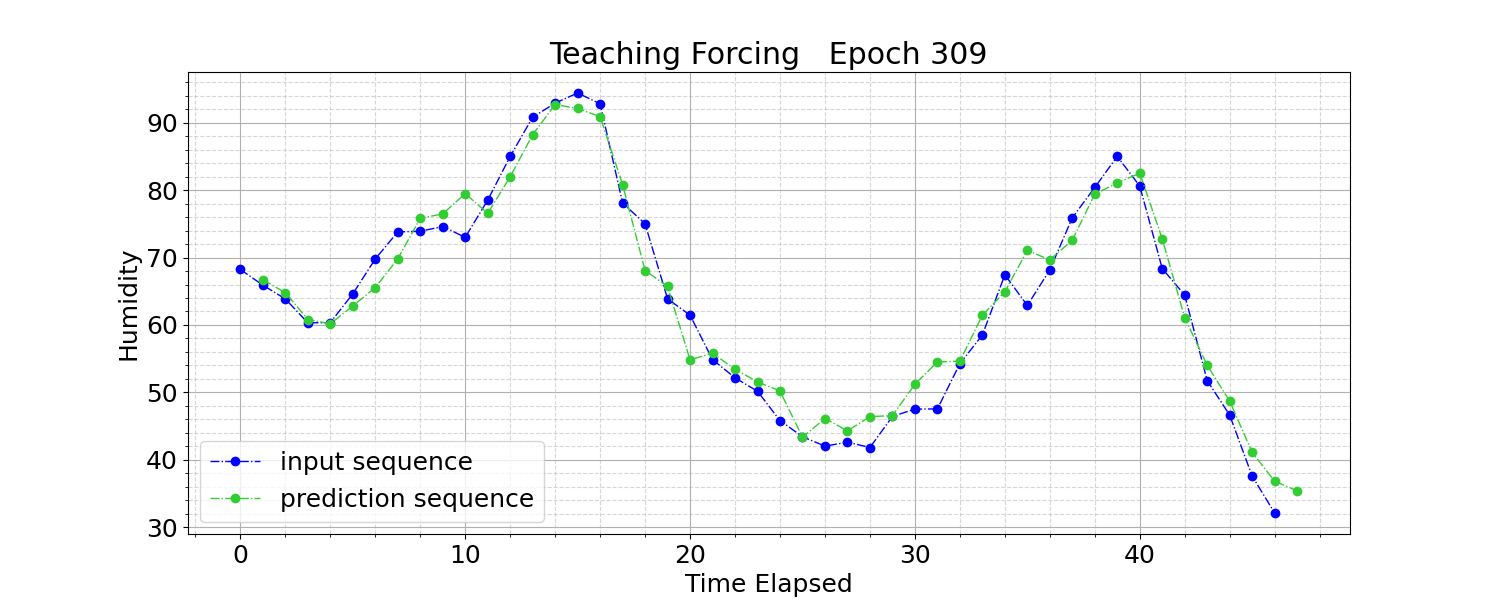 Teaching Forcing   Epoch 309
Humidity
90
80
70
60
50
40
30
input sequence
prediction sequence
0 10 20 30 40
Time Elapsed